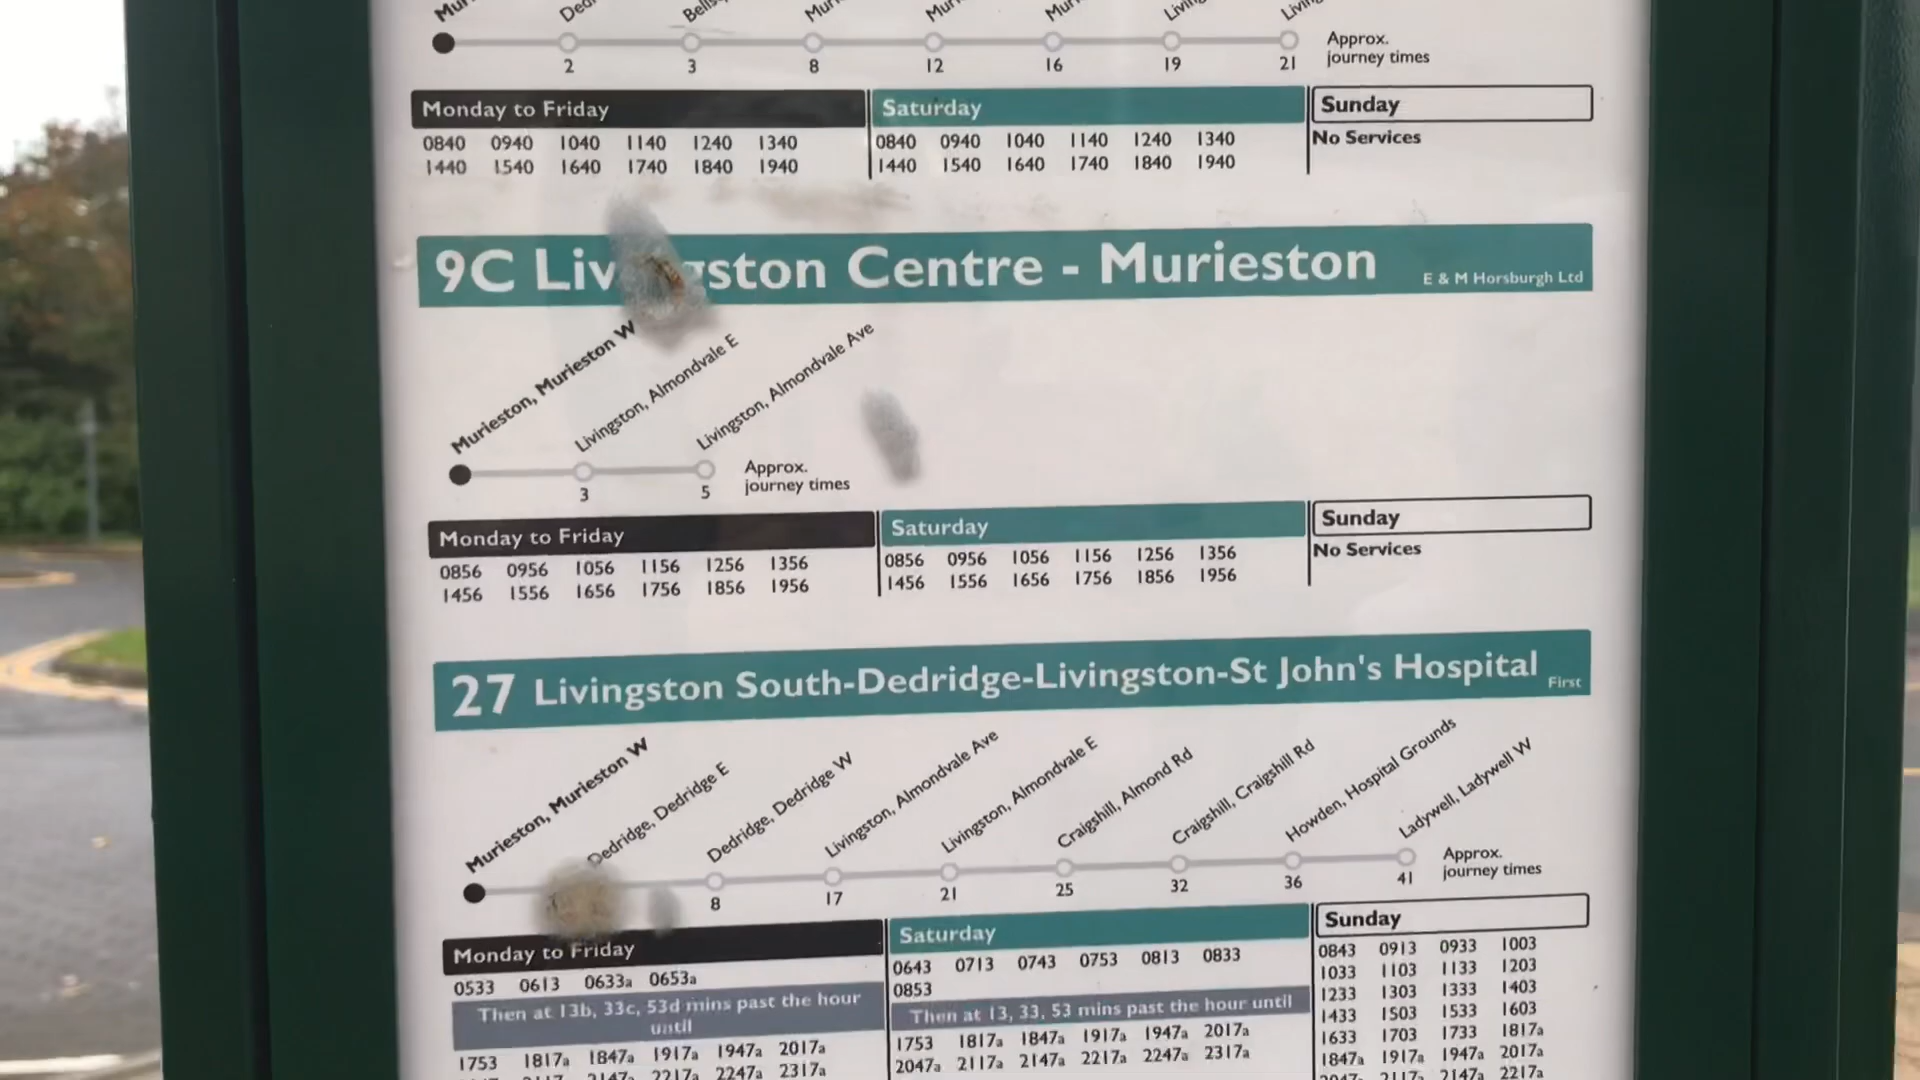 2 3 8 12 16 19 21
Approx.
journey times
Monday to Friday
0840 0940 1040 1140 1240 1340
1440 1540 1640 1740 1840 1940
Saturday
0840 0940 1040 1140 1240 1340
1440 1540 1640 1740 1840 1940
Sunday
No Services
9C Centre - Murieston E & M Horsburgh Ltd
Murieston, Murieston W
Livingston, Almondvale E
Livingston, Almondvale Ave
3 5
Approx.
journey times
Monday to Friday
0856 0956 1056 1156 1256 1356
1456 1556 1656 1756 1856 1956
Saturday
0856 0956 1056 1156 1256 1356
1456 1556 1656 1756 1856 1956
Sunday
No Services
27 Livingston South-Dedridge-Livingston-St John's Hospital First
Murieston, Murieston W
Dedridge, Dedridge E
Dedridge, Dedridge W
Livingston, Almondvale Ave
Livingston, Almondvale E
Craigshill, Almond Rd
Craigshill, Craigshill Rd
Howden, Hospital Grounds
Ladywell, Ladywell W
8 17 21 25 32 36 41
Approx.
journey times
Monday to Friday
0533 0613 0633a 0653a
Then at 13b, 33c, 53d mins past the hour
until
1753 1817a 1847a 1917a 1947a 2017a
2147a 2217a 2247a 2317a
Saturday
0643 0713 0743 0753 0813 0833
0853
Then at 13, 33, 53 mins past the hour until
1753 1817a 1847a 1917a 1947a 2017a
2047a 2117a 2147a 2217a 2247a 2317a
Sunday
0843 0913 0933 1003
1033 1103 1133 1203
1233 1303 1333 1403
1433 1503 1533 1603
1633 1703 1733 1817a
1847a 1917a 1947a 2017a
2117a 2147a 2217a